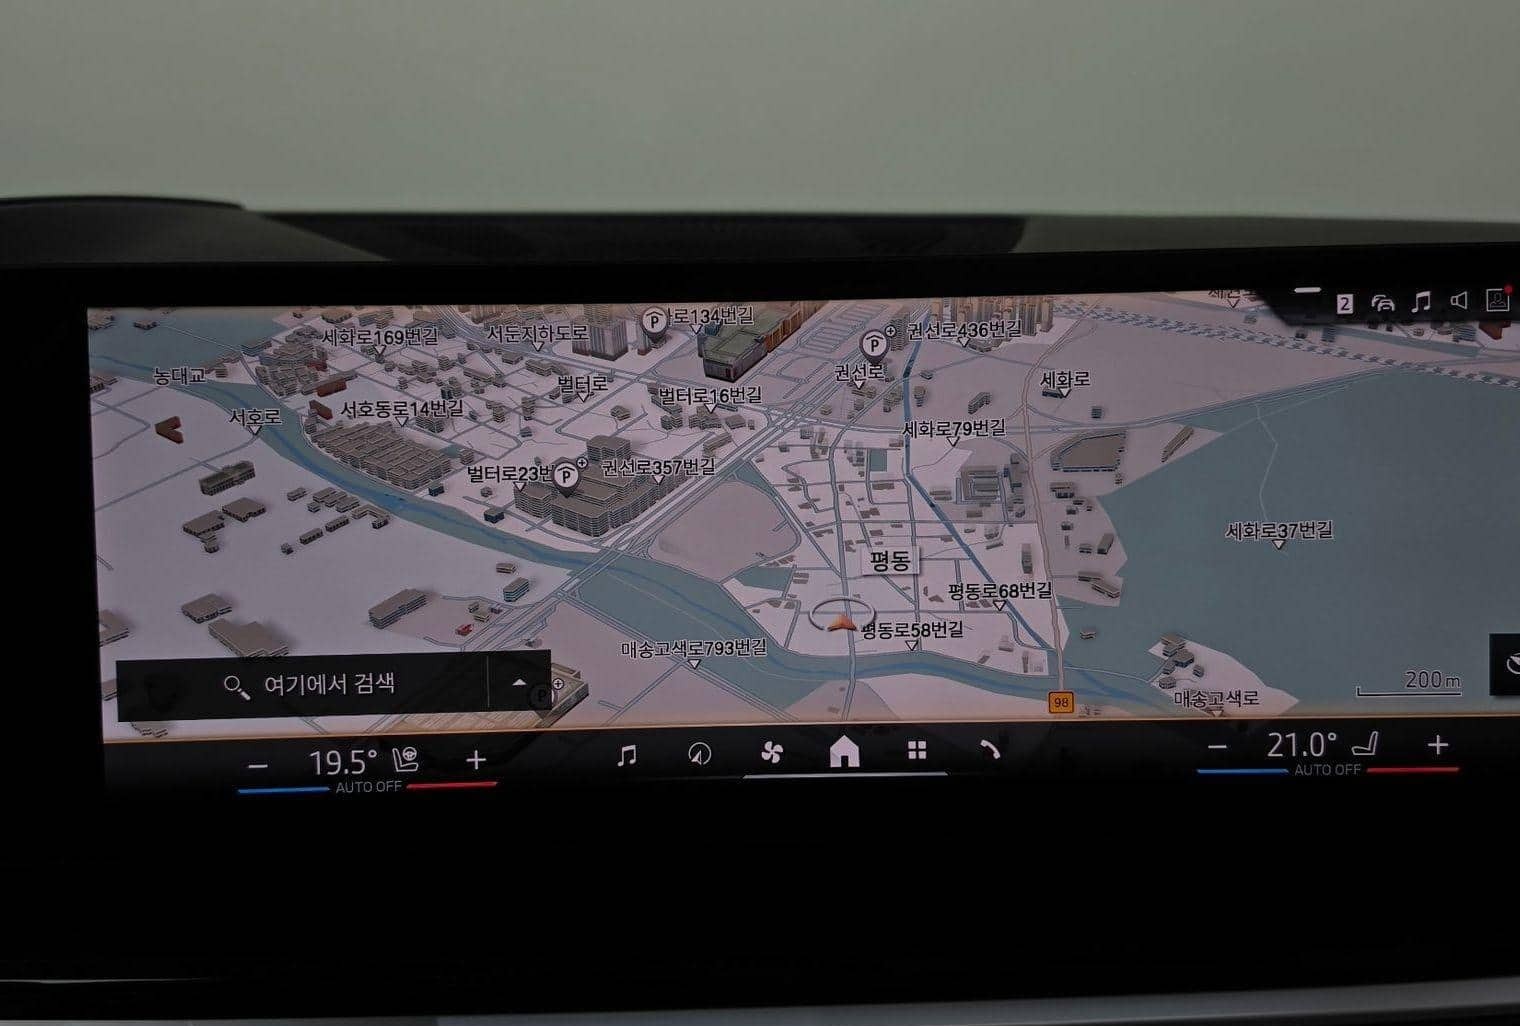 2
로134번길
권선로436번길
세화로169번길
서둔지하도로
권선로
세화로
농대교
벌터로
벌터로16번길
서호로
서호동로14번길
세화로79번길
벌터로23번
권선로357번길
세화로37번길
평동
평동로68번길
평동로58번길
매송고색로793번길
여기에서 검색
98
매송고색로
200m
19.5°
AUTO OFF
21.0°
AUTO OFF